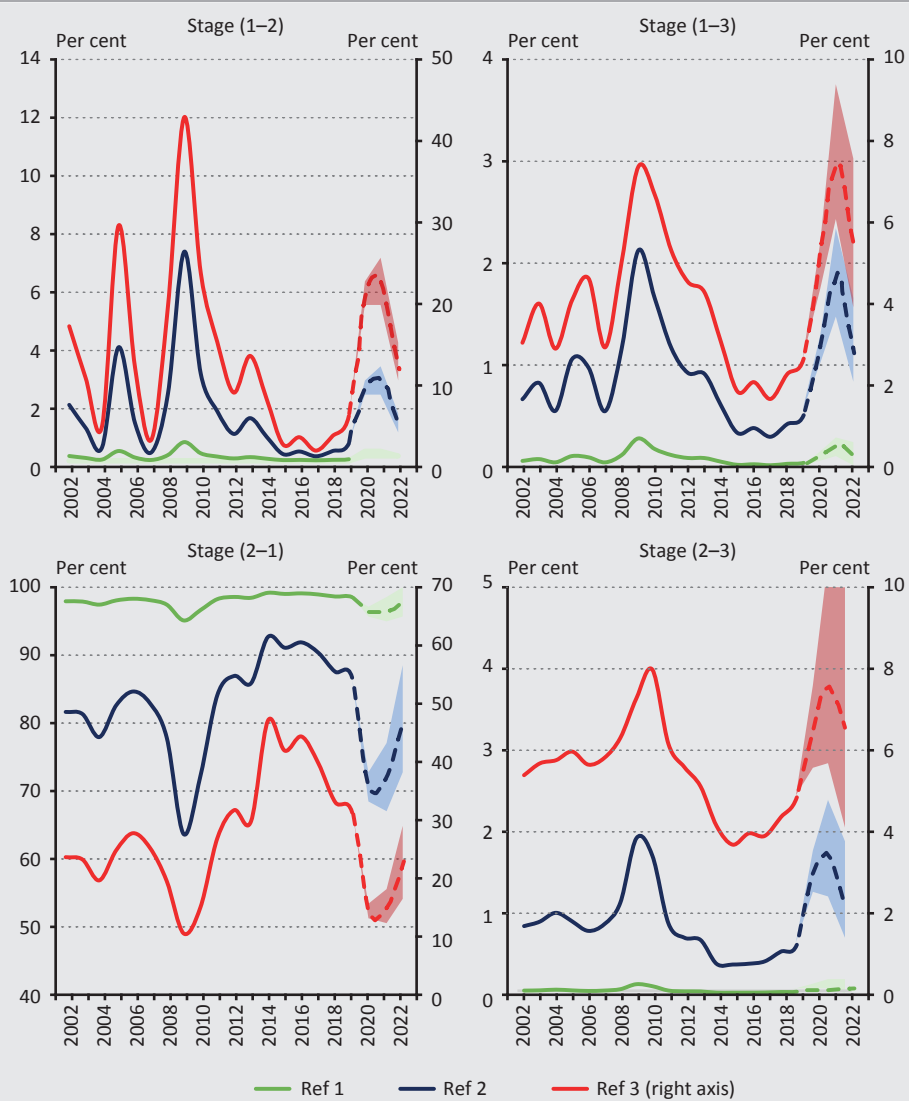 Stage (1–2)
Per cent Per cent
14 12 10 8 6 4 2 0
50 40 30 20 10 0
2002 2004 2006 2008 2010 2012 2014 2016 2018 2020 2022
Stage (1–3)
Per cent Per cent
4 3 2 1 0
10 8 6 4 2 0
2002 2004 2006 2008 2010 2012 2014 2016 2018 2020 2022
Stage (2–1)
Per cent Per cent
100 90 80 70 60 50 40
70 60 50 40 30 20 10 0
2002 2004 2006 2008 2010 2012 2014 2016 2018 2020 2022
Stage (2–3)
Per cent Per cent
5 4 3 2 1 0
10 8 6 4 2 0
2002 2004 2006 2008 2010 2012 2014 2016 2018 2020 2022
Ref 1 Ref 2 Ref 3 (right axis)